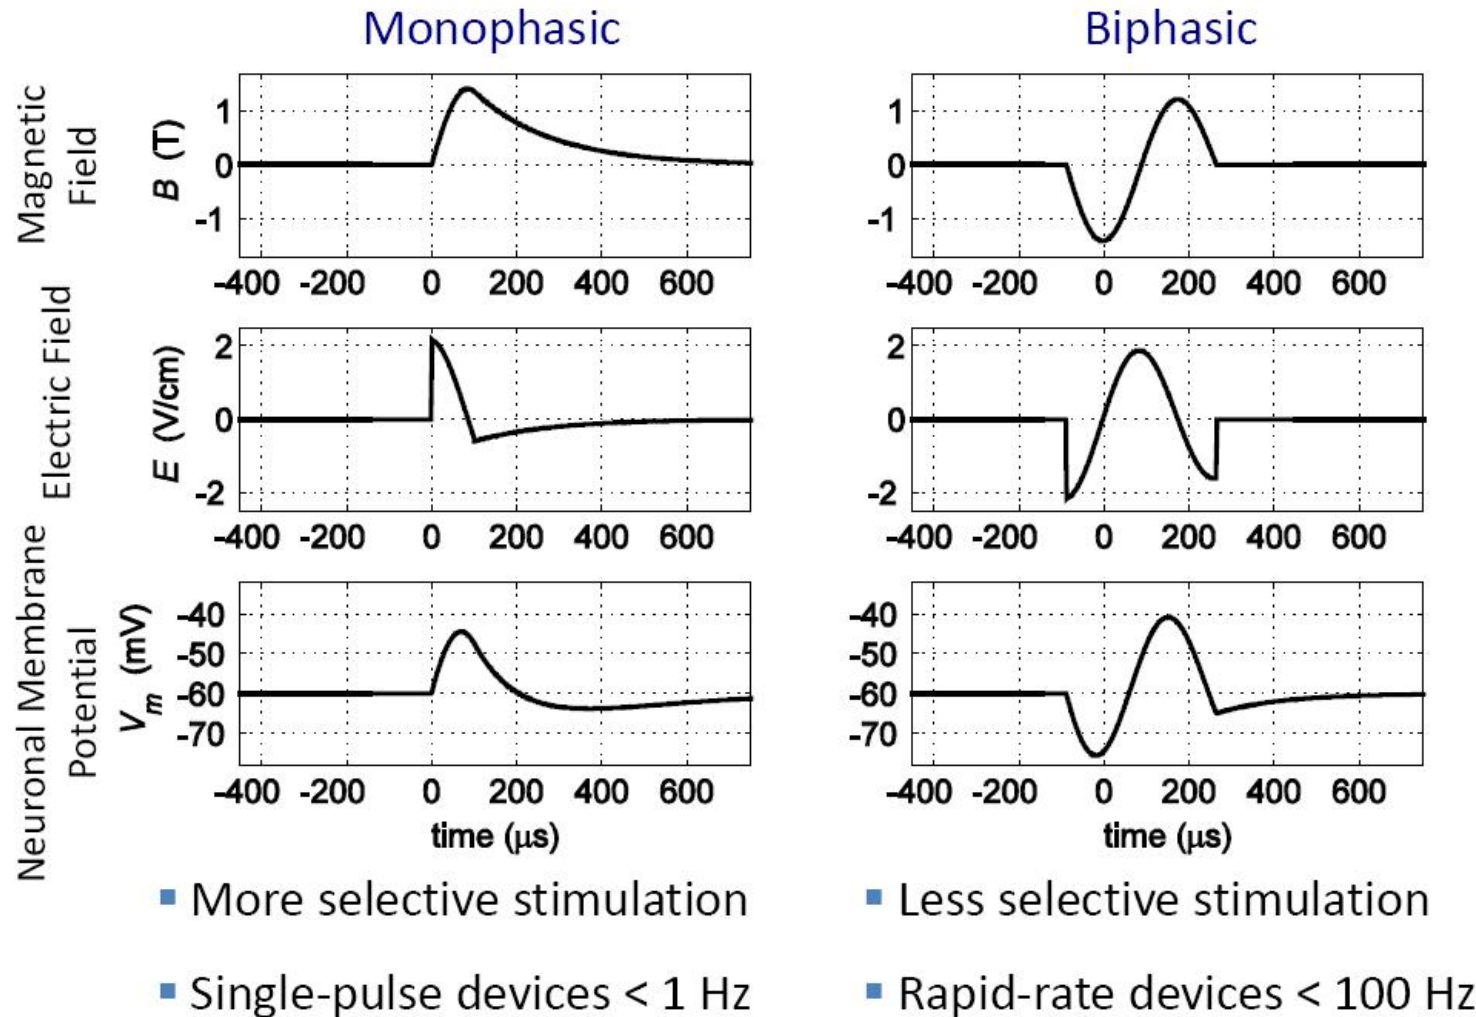 Monophasic
Biphasic
Magnetic
Field
B (T)
1
0
-1
-400 -200 0 200 400 600
1
0
-1
-400 -200 0 200 400 600
Electric Field
E (V/cm)
2
0
-2
-400 -200 0 200 400 600
2
0
-2
-400 -200 0 200 400 600
Neuronal Membrane
Potential
Vm (mV)
-40
-50
-60
-70
-400 -200 0 200 400 600
time (μs)
-40
-50
-60
-70
-400 -200 0 200 400 600
time (μs)
▪ More selective stimulation
▪ Single-pulse devices < 1 Hz
▪ Less selective stimulation
▪ Rapid-rate devices < 100 Hz